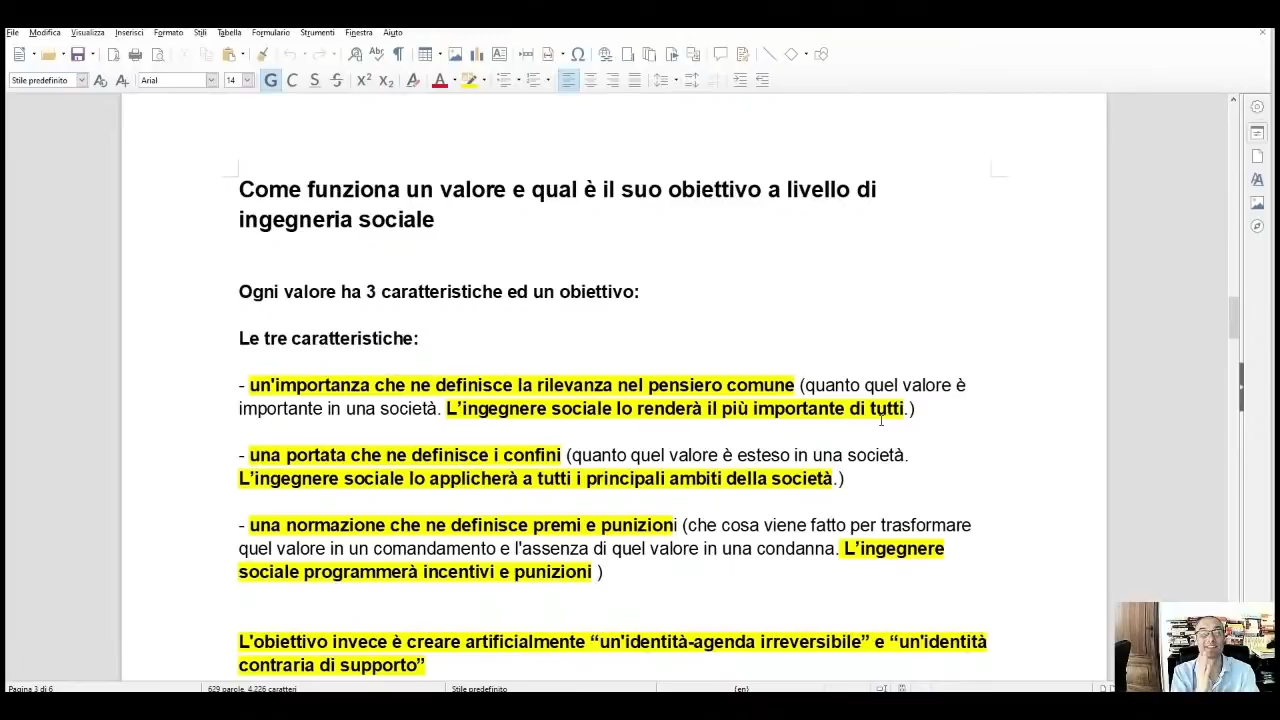 File Modifica Visualizza Inserisci Formato Stili Tabella Formulario Strumenti Finestra Aiuto
Stile predefinito Arial 14
Come funziona un valore e qual è il suo obiettivo a livello di
ingegneria sociale
Ogni valore ha 3 caratteristiche ed un obiettivo:
Le tre caratteristiche:
- un'importanza che ne definisce la rilevanza nel pensiero comune (quanto quel valore è
importante in una società. L’ingegnere sociale lo renderà il più importante di tutti.)
- una portata che ne definisce i confini (quanto quel valore è esteso in una società.
L’ingegnere sociale lo applicherà a tutti i principali ambiti della società.)
- una normazione che ne definisce premi e punizioni (che cosa viene fatto per trasformare
quel valore in un comandamento e l'assenza di quel valore in una condanna. L’ingegnere
sociale programmerà incentivi e punizioni )
L'obiettivo invece è creare artificialmente “un'identità-agenda irreversibile” e “un'identità
contraria di supporto”
Pagina 3 di 6 629 parole, 4.226 caratteri Stile predefinito [en]